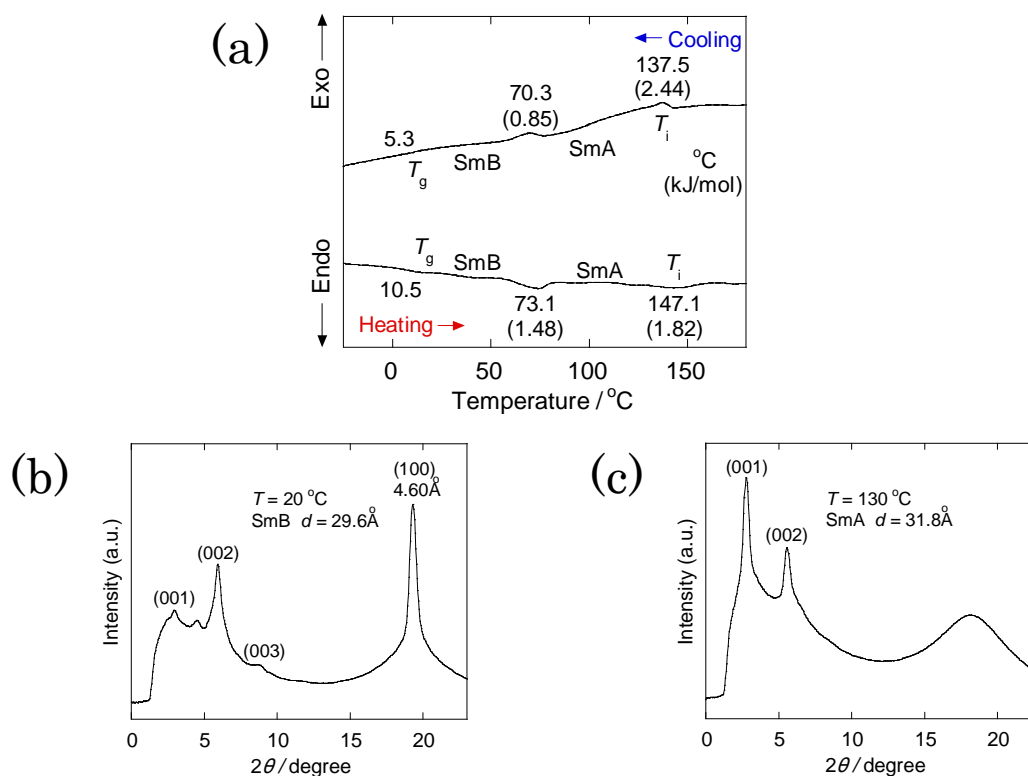 (a)
Exo
Endo
← Cooling
137.5
(2.44)
70.3
(0.85)
5.3
T_g
SmB
SmA
T_i
°C
(kJ/mol)
T_g
SmB
SmA
T_i
10.5
73.1
(1.48)
147.1
(1.82)
Heating →
0 50 100 150
Temperature / °C
(b)
(100)
4.60Å
T = 20 °C
SmB d = 29.6Å
(002)
(001)
(003)
Intensity (a.u.)
0 5 10 15 20
2θ / degree
(c)
(001)
T = 130 °C
SmA d = 31.8Å
(002)
Intensity (a.u.)
0 5 10 15 20
2θ / degree